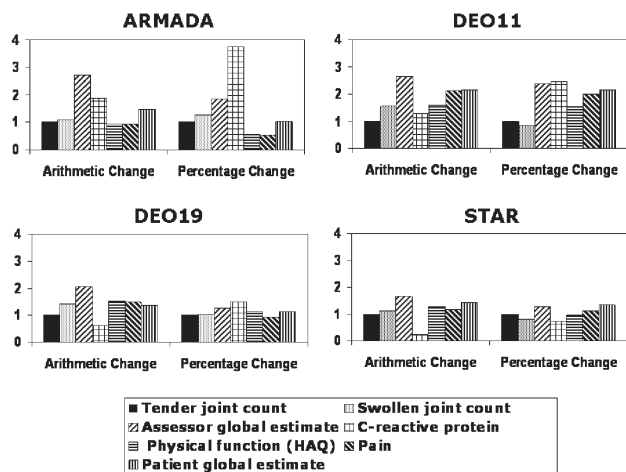 ARMADA
4
3
2
1
0
Arithmetic Change Percentage Change
DEO11
4
3
2
1
0
Arithmetic Change Percentage Change
DEO19
4
3
2
1
0
Arithmetic Change Percentage Change
STAR
4
3
2
1
0
Arithmetic Change Percentage Change
Tender joint count Swollen joint count
Assessor global estimate C-reactive protein
Physical function (HAQ) Pain
Patient global estimate